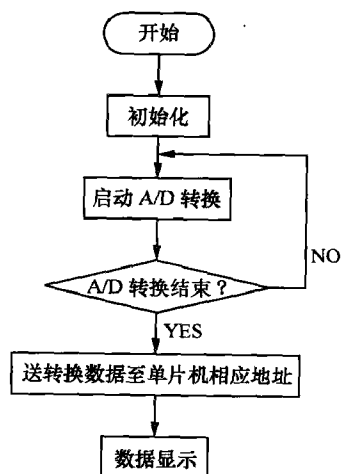 开始
初始化
启动 A/D 转换
A/D 转换结束？
NO
YES
送转换数据至单片机相应地址
数据显示